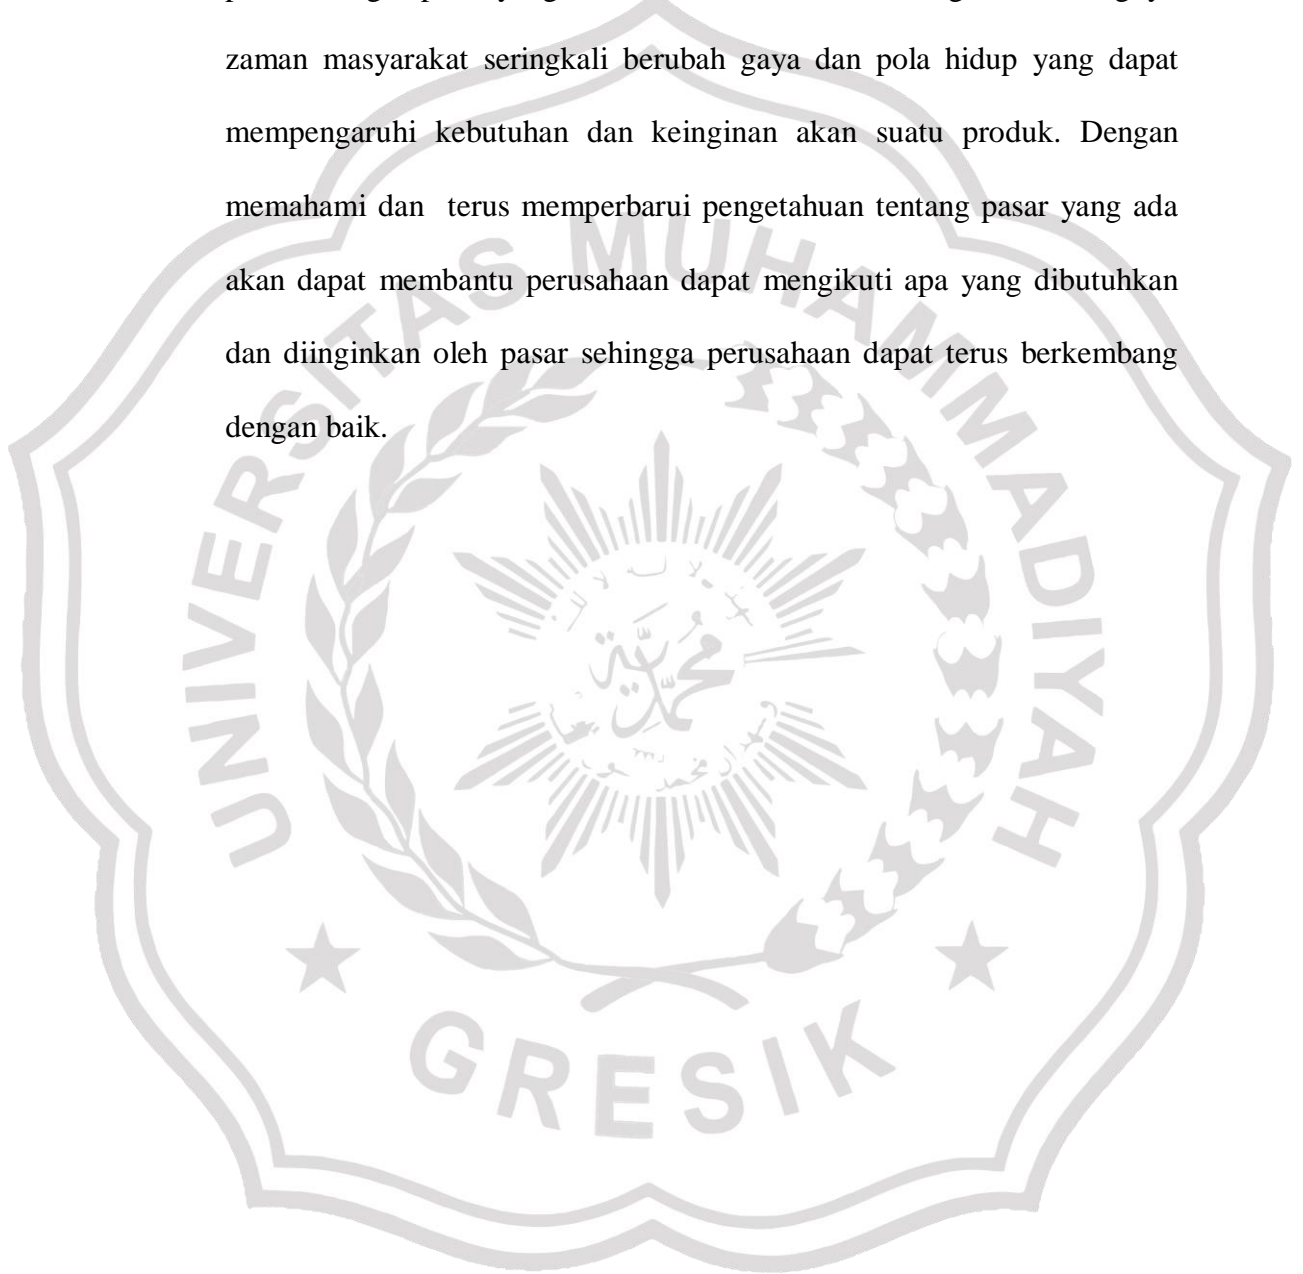 zaman masyarakat seringkali berubah gaya dan pola hidup yang dapat
mempengaruhi kebutuhan dan keinginan akan suatu produk. Dengan
memahami dan terus memperbarui pengetahuan tentang pasar yang ada
akan dapat membantu perusahaan dapat mengikuti apa yang dibutuhkan
dan diinginkan oleh pasar sehingga perusahaan dapat terus berkembang
dengan baik.
UNIVERSITAS MUHAMMADIYAH
GRESIK